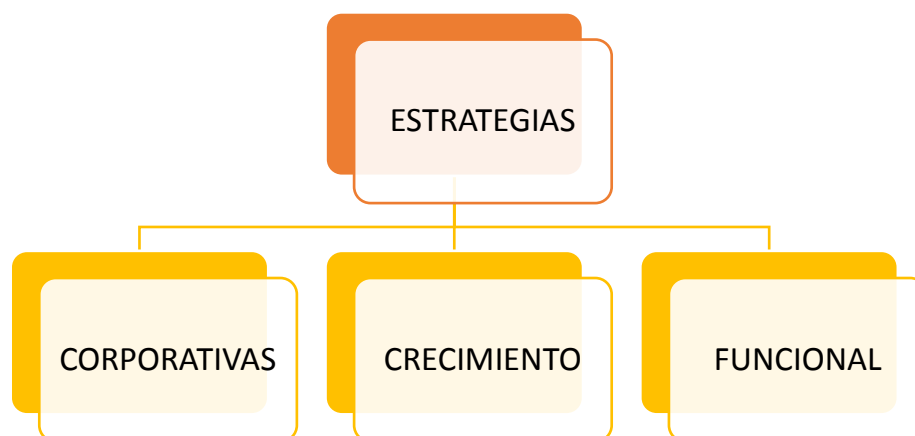 ESTRATEGIAS
CORPORATIVAS
CRECIMIENTO
FUNCIONAL